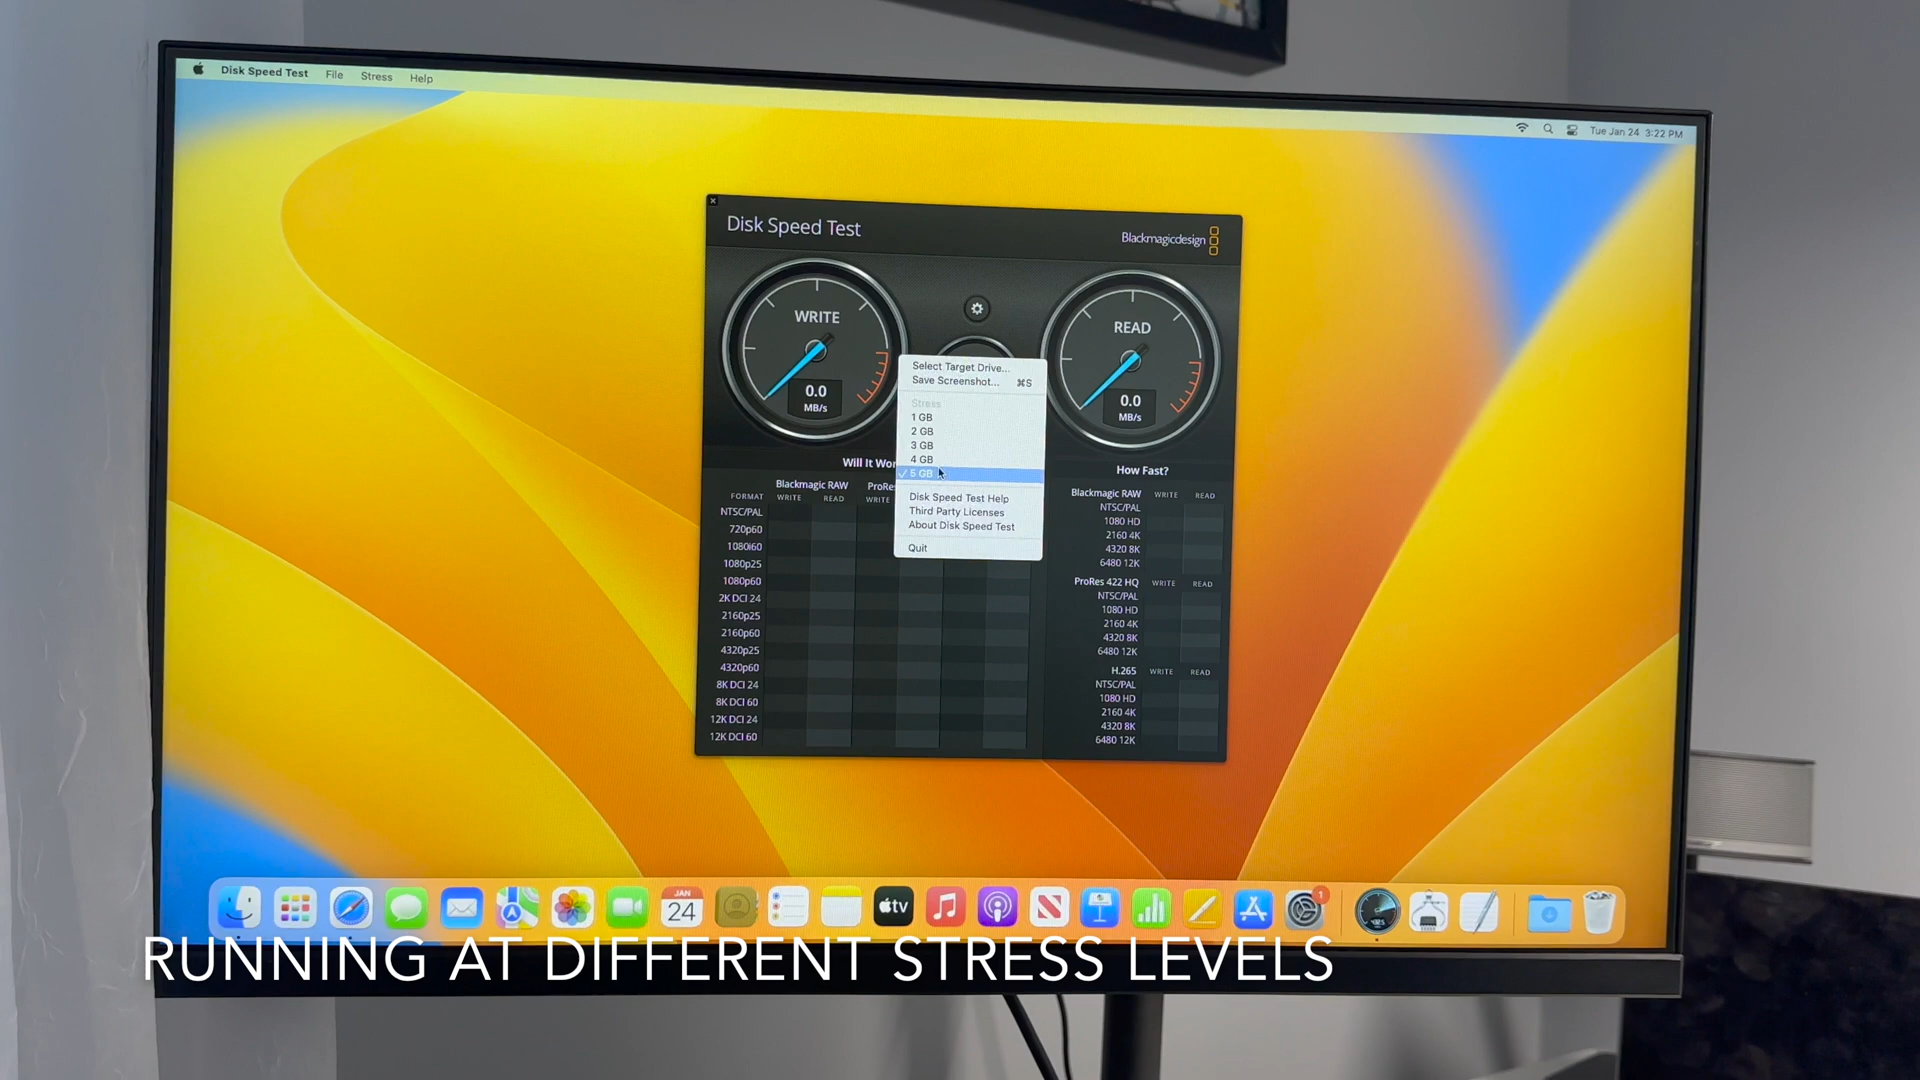 Disk Speed Test File Stress Help
Tue Jan 24 3:22 PM
Disk Speed Test
Blackmagicdesign
WRITE
0.0
MB/s
READ
0.0
MB/s
Select Target Drive...
Save Screenshot... ⌘S
Stress
1 GB
2 GB
3 GB
4 GB
✓ 5 GB
Disk Speed Test Help
Third Party Licenses
About Disk Speed Test
Quit
Will It Wor
Blackmagic RAW ProRes
FORMAT WRITE READ WRITE
NTSC/PAL
720p60
1080i60
1080p25
1080p60
2K DCI 24
2160p25
2160p60
4320p25
4320p60
8K DCI 24
8K DCI 60
12K DCI 24
12K DCI 60
How Fast?
Blackmagic RAW WRITE READ
NTSC/PAL
1080 HD
2160 4K
4320 8K
6480 12K
ProRes 422 HQ WRITE READ
NTSC/PAL
1080 HD
2160 4K
4320 8K
6480 12K
H.265 WRITE READ
NTSC/PAL
1080 HD
2160 4K
4320 8K
6480 12K
JAN
24
tv
1
RUNNING AT DIFFERENT STRESS LEVELS